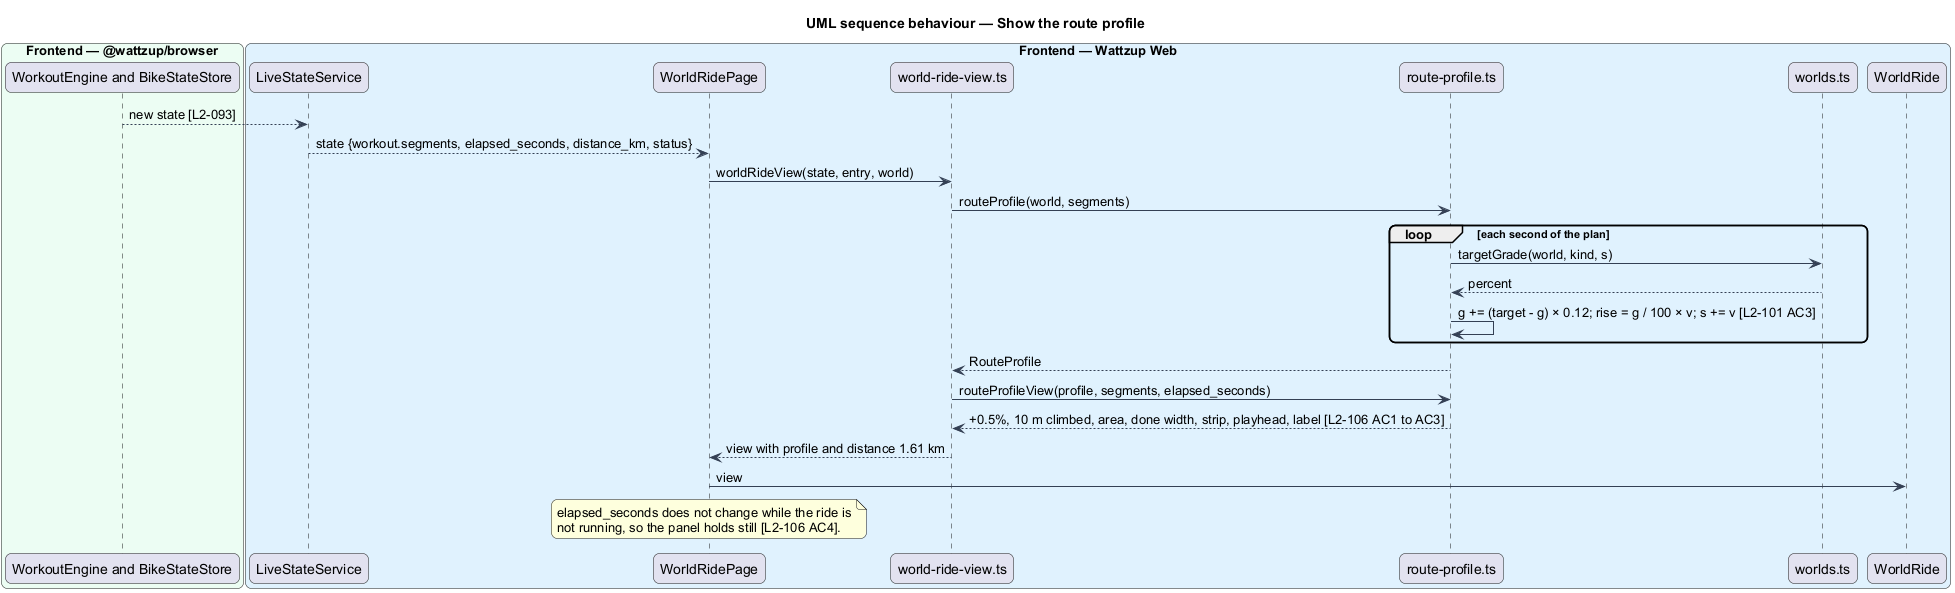 UML sequence behaviour — Show the route profile
Frontend — @wattzup/browser
Frontend — Wattzup Web
WorkoutEngine and BikeStateStore
LiveStateService
WorldRidePage
world-ride-view.ts
route-profile.ts
worlds.ts
WorldRide
new state [L2-093]
state {workout.segments, elapsed_seconds, distance_km, status}
worldRideView(state, entry, world)
routeProfile(world, segments)
loop
[each second of the plan]
targetGrade(world, kind, s)
percent
g += (target - g) × 0.12; rise = g / 100 × v; s += v [L2-101 AC3]
RouteProfile
routeProfileView(profile, segments, elapsed_seconds)
+0.5%, 10 m climbed, area, done width, strip, playhead, label [L2-106 AC1 to AC3]
view with profile and distance 1.61 km
view
elapsed_seconds does not change while the ride is
not running, so the panel holds still [L2-106 AC4].
WorkoutEngine and BikeStateStore
LiveStateService
WorldRidePage
world-ride-view.ts
route-profile.ts
worlds.ts
WorldRide